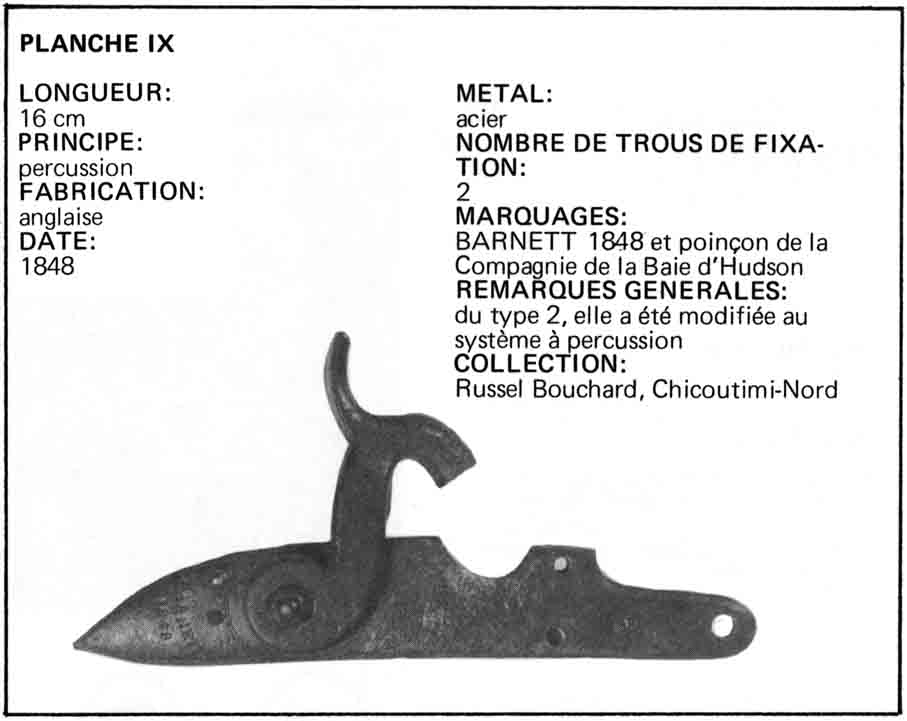 PLANCHE IX
LONGUEUR:
16 cm
PRINCIPE:
percussion
FABRICATION:
anglaise
DATE:
1848
METAL:
acier
NOMBRE DE TROUS DE FIXA-
TION:
2
MARQUAGES:
BARNETT 1848 et poinçon de la
Compagnie de la Baie d'Hudson
REMARQUES GENERALES:
du type 2, elle a été modifiée au
système à percussion
COLLECTION:
Russel Bouchard, Chicoutimi-Nord
1848